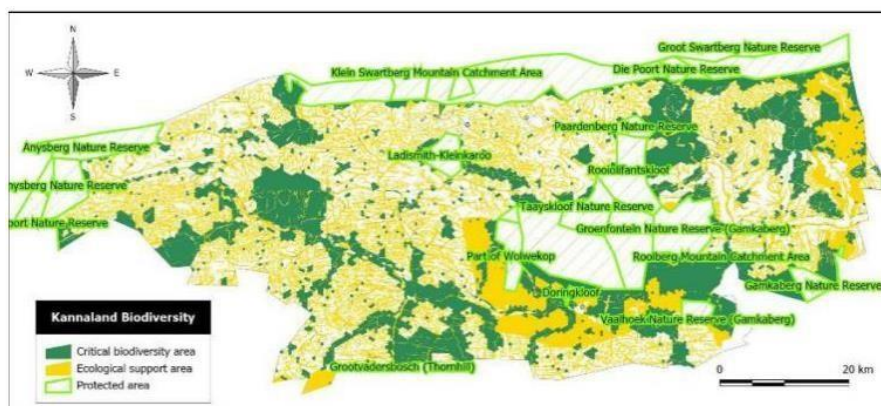 N
W E
S
Groot Swartberg Nature Reserve
Klein Swartberg Mountain Catchment Area
Die Poort Nature Reserve
Anysberg Nature Reserve
Paardenberg Nature Reserve
Ladismith-Kleinkaroo
Rooiolifantskloof
nysberg Nature Reserve
Taayskloof Nature Reserve
oort Nature Reserve
Groenfontein Nature Reserve (Gamkaberg)
Part of Wolwekop
Rooiberg Mountain Catchment Area
Gamkaberg Nature Reserve
Doringkloof
Vaalhoek Nature Reserve (Gamkaberg)
Grootvadersbosch (Thornhill)
Kannaland Biodiversity
Critical biodiversity area
Ecological support area
Protected area
0 20 km